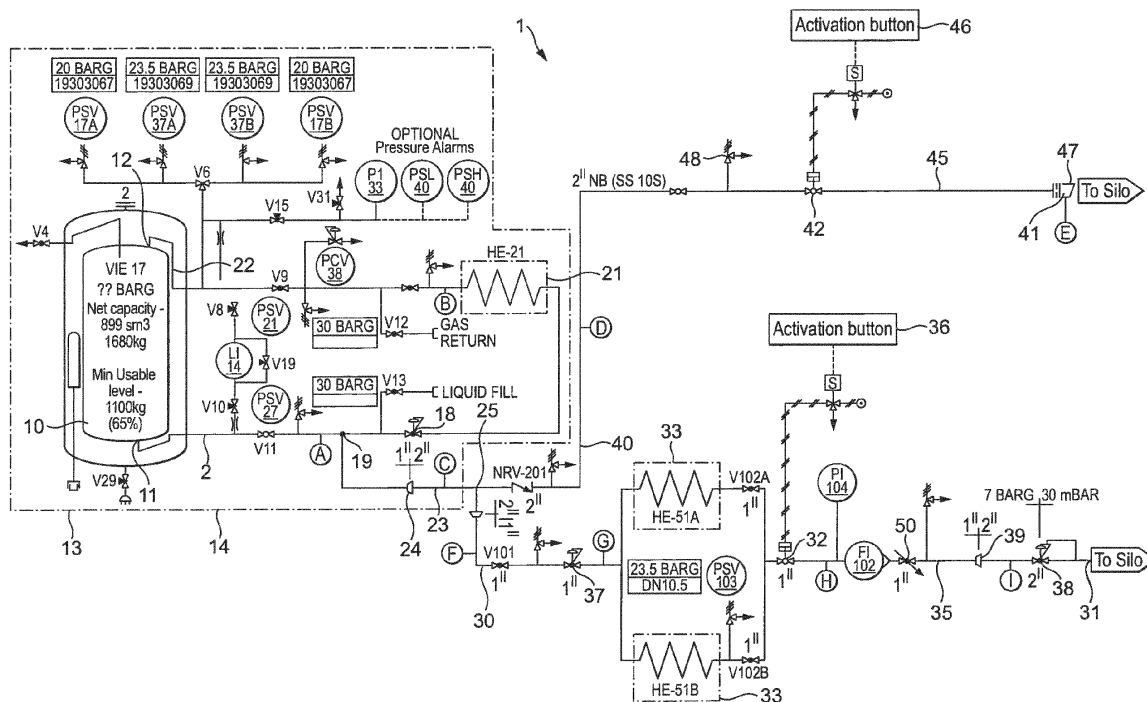 1
20 BARG
19303067
23.5 BARG
19303069
23.5 BARG
19303069
20 BARG
19303067
PSV
17A
PSV
37A
PSV
37B
PSV
17B
OPTIONAL
Pressure Alarms
P1
33
PSL
40
PSH
40
12
V6
V31
V15
2
V4
22
VIE 17
?? BARG
Net capacity -
899 sm3
1680kg
Min Usable
level -
1100kg
(65%)
10
11
V29
13
14
PCV
38
V9
HE-21
21
B
V8
PSV
21
30 BARG
V12
GAS
RETURN
LI
14
V19
30 BARG
V13
LIQUID FILL
V10
PSV
27
18
25
2
V11
A
19
1" 2"
C
NRV-201
2"
24
23
40
D
2" NB (SS 10S)
48
Activation button
46
S
42
45
47
41
E
To Silo
2" 1"
F
V101
1"
30
1"
37
G
33
HE-51A
V102A
1"
23.5 BARG
DN10.5
PSV
103
HE-51B
1"
V102B
33
Activation button
36
S
32
1"
PI
104
H
FI
102
50
1"
35
1" 2"
39
I
7 BARG
30 mBAR
2"
38
31
To Silo